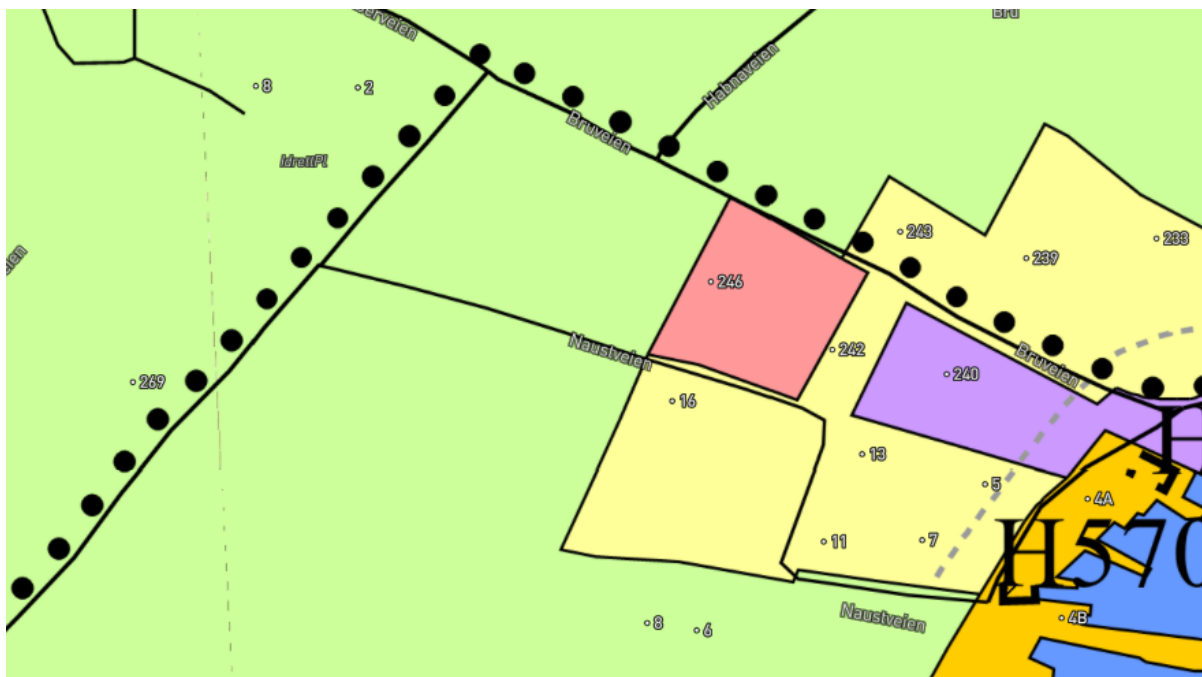 Bru
Habnaveien
8
2
Bruveien
IdrettPl
243
233
239
246
242
Naustveien
Bruveien
240
269
16
13
5
4A
H570
11
7
Naustveien
8
6
4B